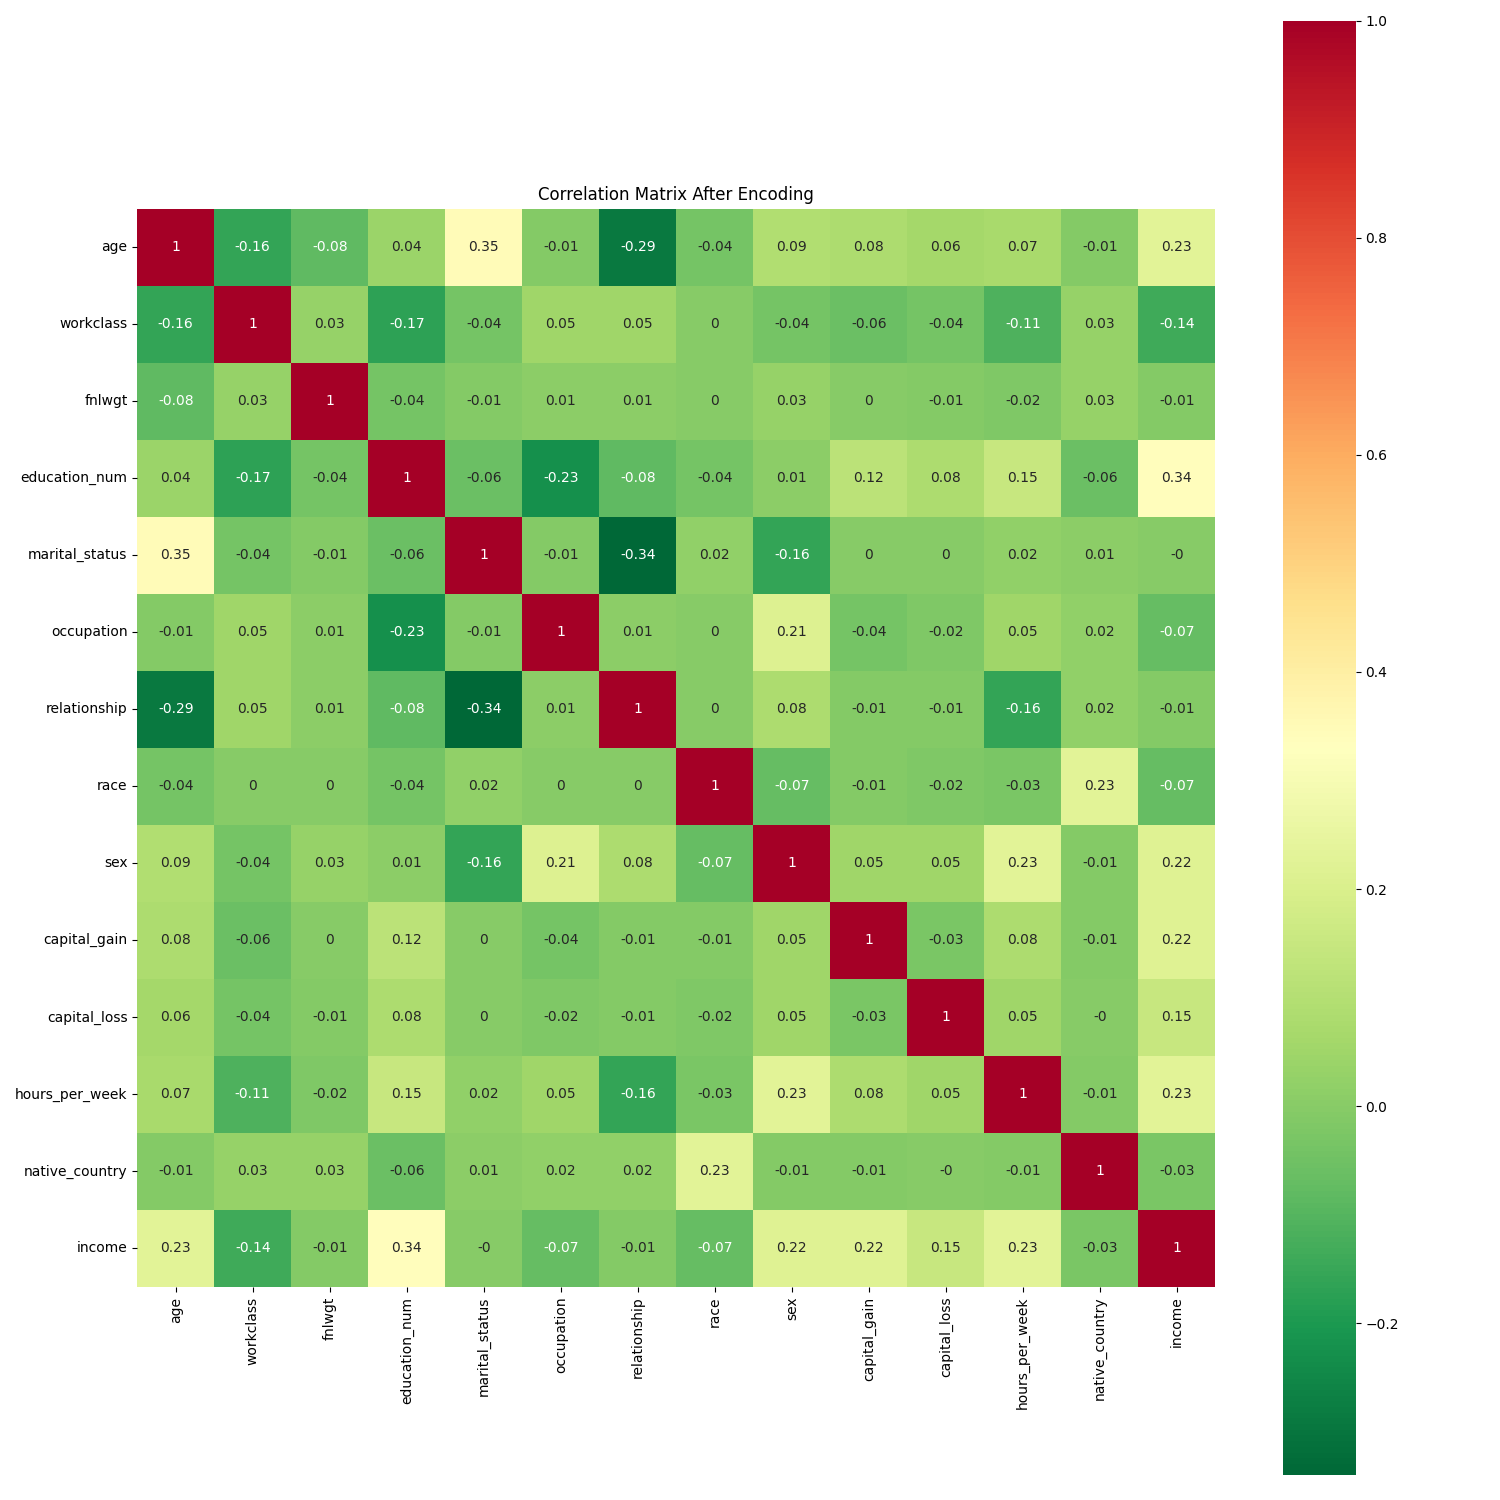 Correlation Matrix After Encoding
age 1 -0.16 -0.08 0.04 0.35 -0.01 -0.29 -0.04 0.09 0.08 0.06 0.07 -0.01 0.23
workclass -0.16 1 0.03 -0.17 -0.04 0.05 0.05 0 -0.04 -0.06 -0.04 -0.11 0.03 -0.14
fnlwgt -0.08 0.03 1 -0.04 -0.01 0.01 0.01 0 0.03 0 -0.01 -0.02 0.03 -0.01
education_num 0.04 -0.17 -0.04 1 -0.06 -0.23 -0.08 -0.04 0.01 0.12 0.08 0.15 -0.06 0.34
marital_status 0.35 -0.04 -0.01 -0.06 1 -0.01 -0.34 0.02 -0.16 0 0 0.02 0.01 -0
occupation -0.01 0.05 0.01 -0.23 -0.01 1 0.01 0 0.21 -0.04 -0.02 0.05 0.02 -0.07
relationship -0.29 0.05 0.01 -0.08 -0.34 0.01 1 0 0.08 -0.01 -0.01 -0.16 0.02 -0.01
race -0.04 0 0 -0.04 0.02 0 0 1 -0.07 -0.01 -0.02 -0.03 0.23 -0.07
sex 0.09 -0.04 0.03 0.01 -0.16 0.21 0.08 -0.07 1 0.05 0.05 0.23 -0.01 0.22
capital_gain 0.08 -0.06 0 0.12 0 -0.04 -0.01 -0.01 0.05 1 -0.03 0.08 -0.01 0.22
capital_loss 0.06 -0.04 -0.01 0.08 0 -0.02 -0.01 -0.02 0.05 -0.03 1 0.05 -0 0.15
hours_per_week 0.07 -0.11 -0.02 0.15 0.02 0.05 -0.16 -0.03 0.23 0.08 0.05 1 -0.01 0.23
native_country -0.01 0.03 0.03 -0.06 0.01 0.02 0.02 0.23 -0.01 -0.01 -0 -0.01 1 -0.03
income 0.23 -0.14 -0.01 0.34 -0 -0.07 -0.01 -0.07 0.22 0.22 0.15 0.23 -0.03 1
age
workclass
fnlwgt
education_num
marital_status
occupation
relationship
race
sex
capital_gain
capital_loss
hours_per_week
native_country
income
1.0
0.8
0.6
0.4
0.2
0.0
−0.2